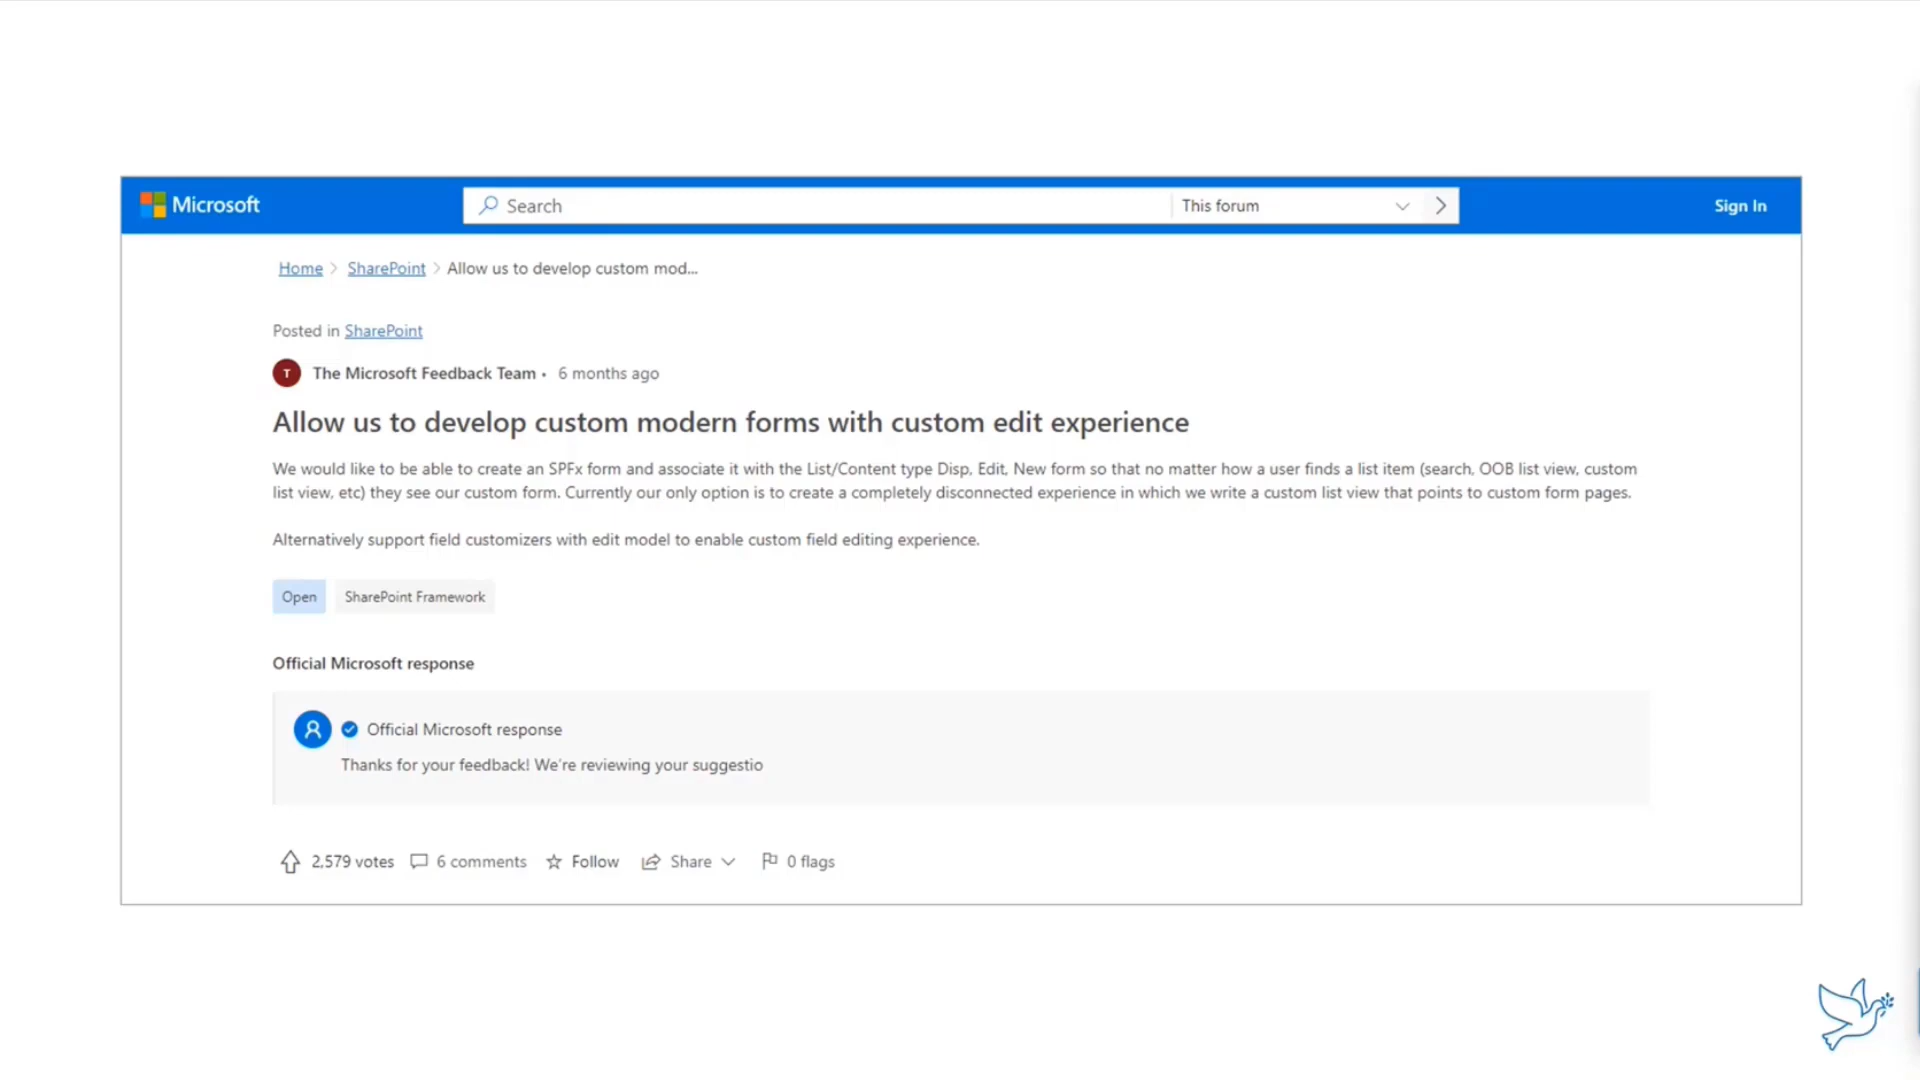 Microsoft
Search
This forum
Sign In
Home
SharePoint
Allow us to develop custom mod...
Posted in SharePoint
T
The Microsoft Feedback Team • 6 months ago
Allow us to develop custom modern forms with custom edit experience
We would like to be able to create an SPFx form and associate it with the List/Content type Disp, Edit, New form so that no matter how a user finds a list item (search, OOB list view, custom
list view, etc) they see our custom form. Currently our only option is to create a completely disconnected experience in which we write a custom list view that points to custom form pages.
Alternatively support field customizers with edit model to enable custom field editing experience.
Open
SharePoint Framework
Official Microsoft response
Official Microsoft response
Thanks for your feedback! We're reviewing your suggestio
2,579 votes
6 comments
Follow
Share
0 flags